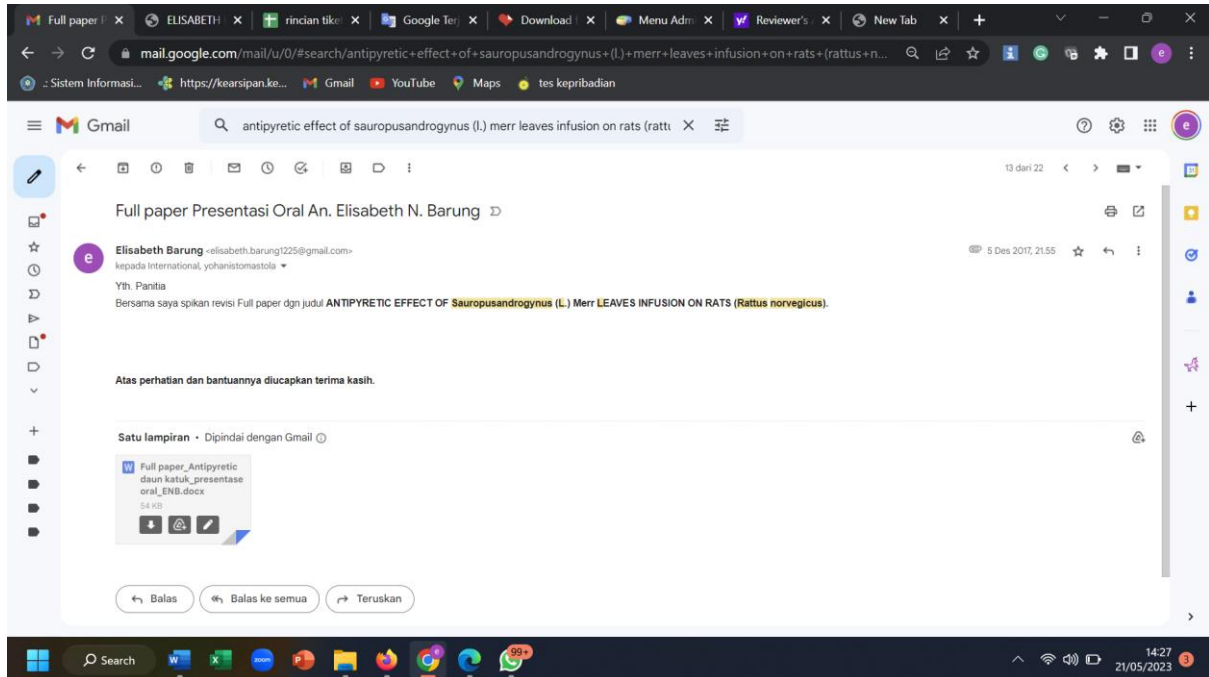 Full paper P
ELISABETH
rincian tiket
Google Terj
Download
Menu Adm
Reviewer's
New Tab
mail.google.com/mail/u/0/#search/antipyretic+effect+of+sauropusandrogynus+(l.)+merr+leaves+infusion+on+rats+(rattus+n...
.: Sistem Informasi...
https://kearsipan.ke...
Gmail
YouTube
Maps
tes kepribadian
Gmail
antipyretic effect of sauropusandrogynus (l.) merr leaves infusion on rats (rattu
e
13 dari 22
Full paper Presentasi Oral An. Elisabeth N. Barung
e
Elisabeth Barung <elisabeth.barung1225@gmail.com>
5 Des 2017, 21.55
kepada International, yohanistomastola
Yth. Panitia
Bersama saya spikan revisi Full paper dgn judul ANTIPYRETIC EFFECT OF Sauropusandrogynus (L.) Merr LEAVES INFUSION ON RATS (Rattus norvegicus).
Atas perhatian dan bantuannya diucapkan terima kasih.
Satu lampiran • Dipindai dengan Gmail
W
Full paper_Antipyretic
daun katuk_presentase
oral_ENB.docx
54 KB
Balas
Balas ke semua
Teruskan
Search
zoom
99+
14:27
21/05/2023
3